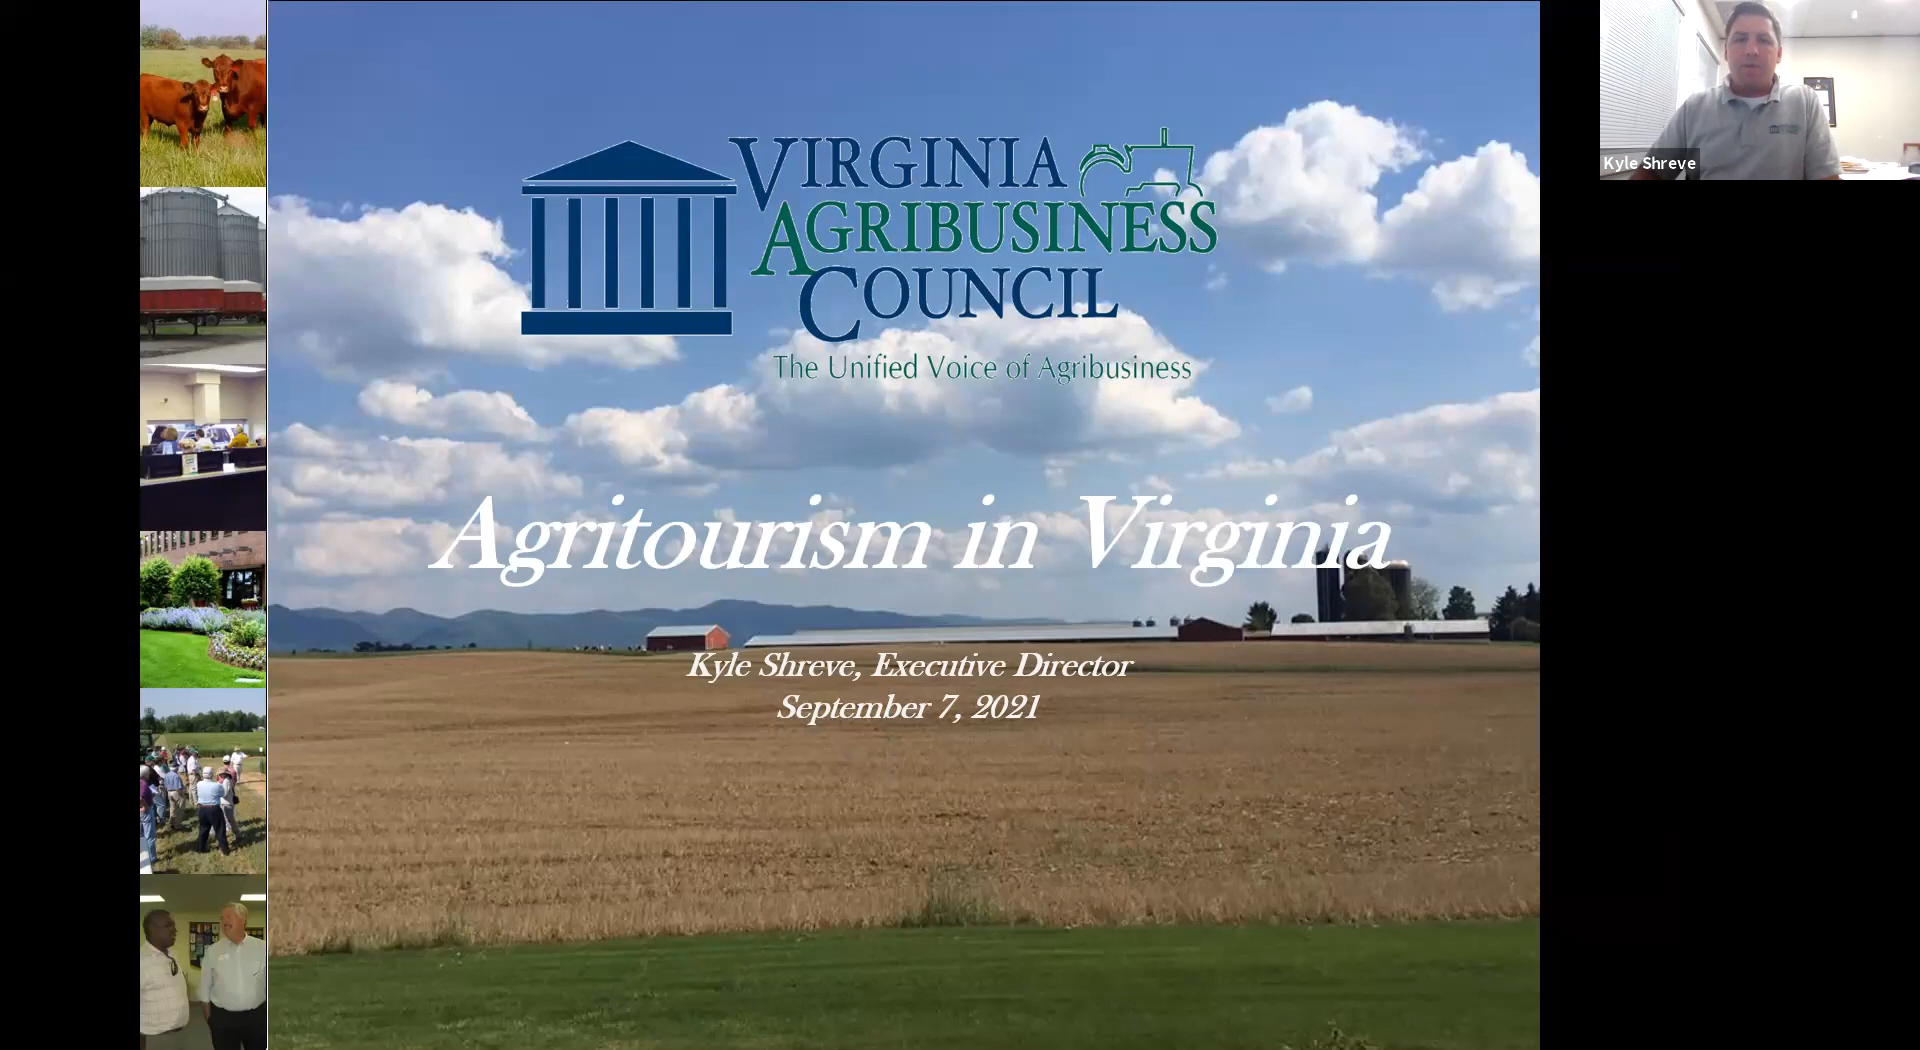 VIRGINIA
AGRIBUSINESS
COUNCIL
The Unified Voice of Agribusiness
Agritourism in Virginia
Kyle Shreve, Executive Director
September 7, 2021
Kyle Shreve